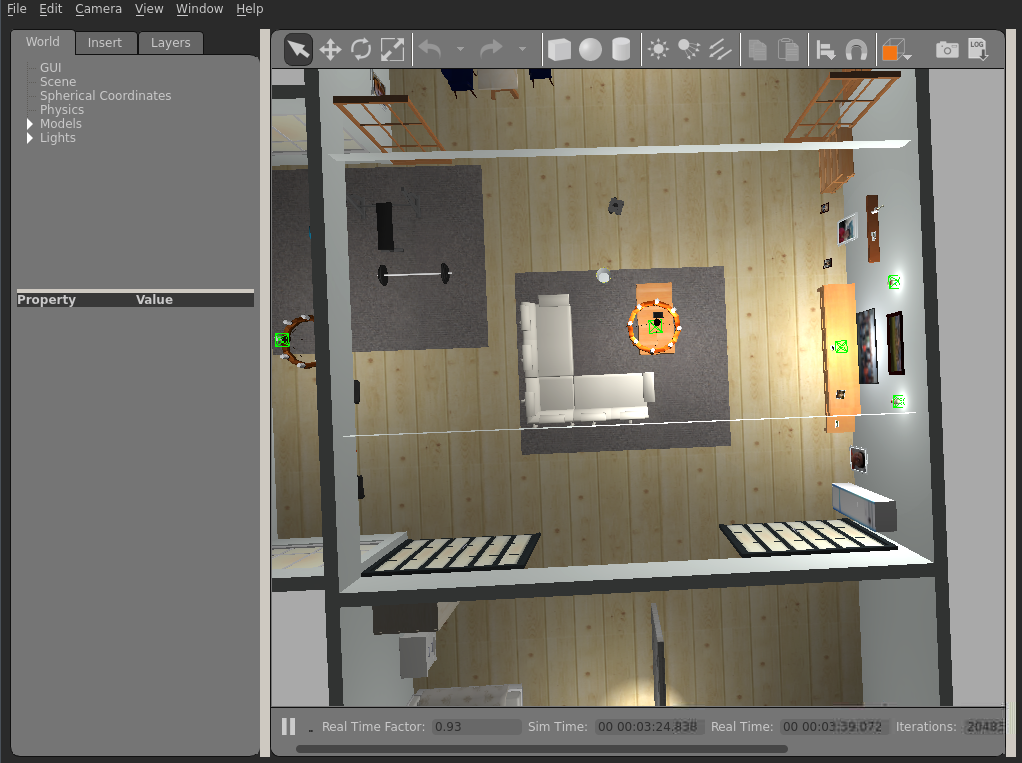 File Edit Camera View Window Help
World Insert Layers
GUI
Scene
Spherical Coordinates
Physics
Models
Lights
Property Value
LOG
Real Time Factor: 0.93 Sim Time: 00 00:03:24.838 Real Time: 00 00:03:39.072 Iterations: